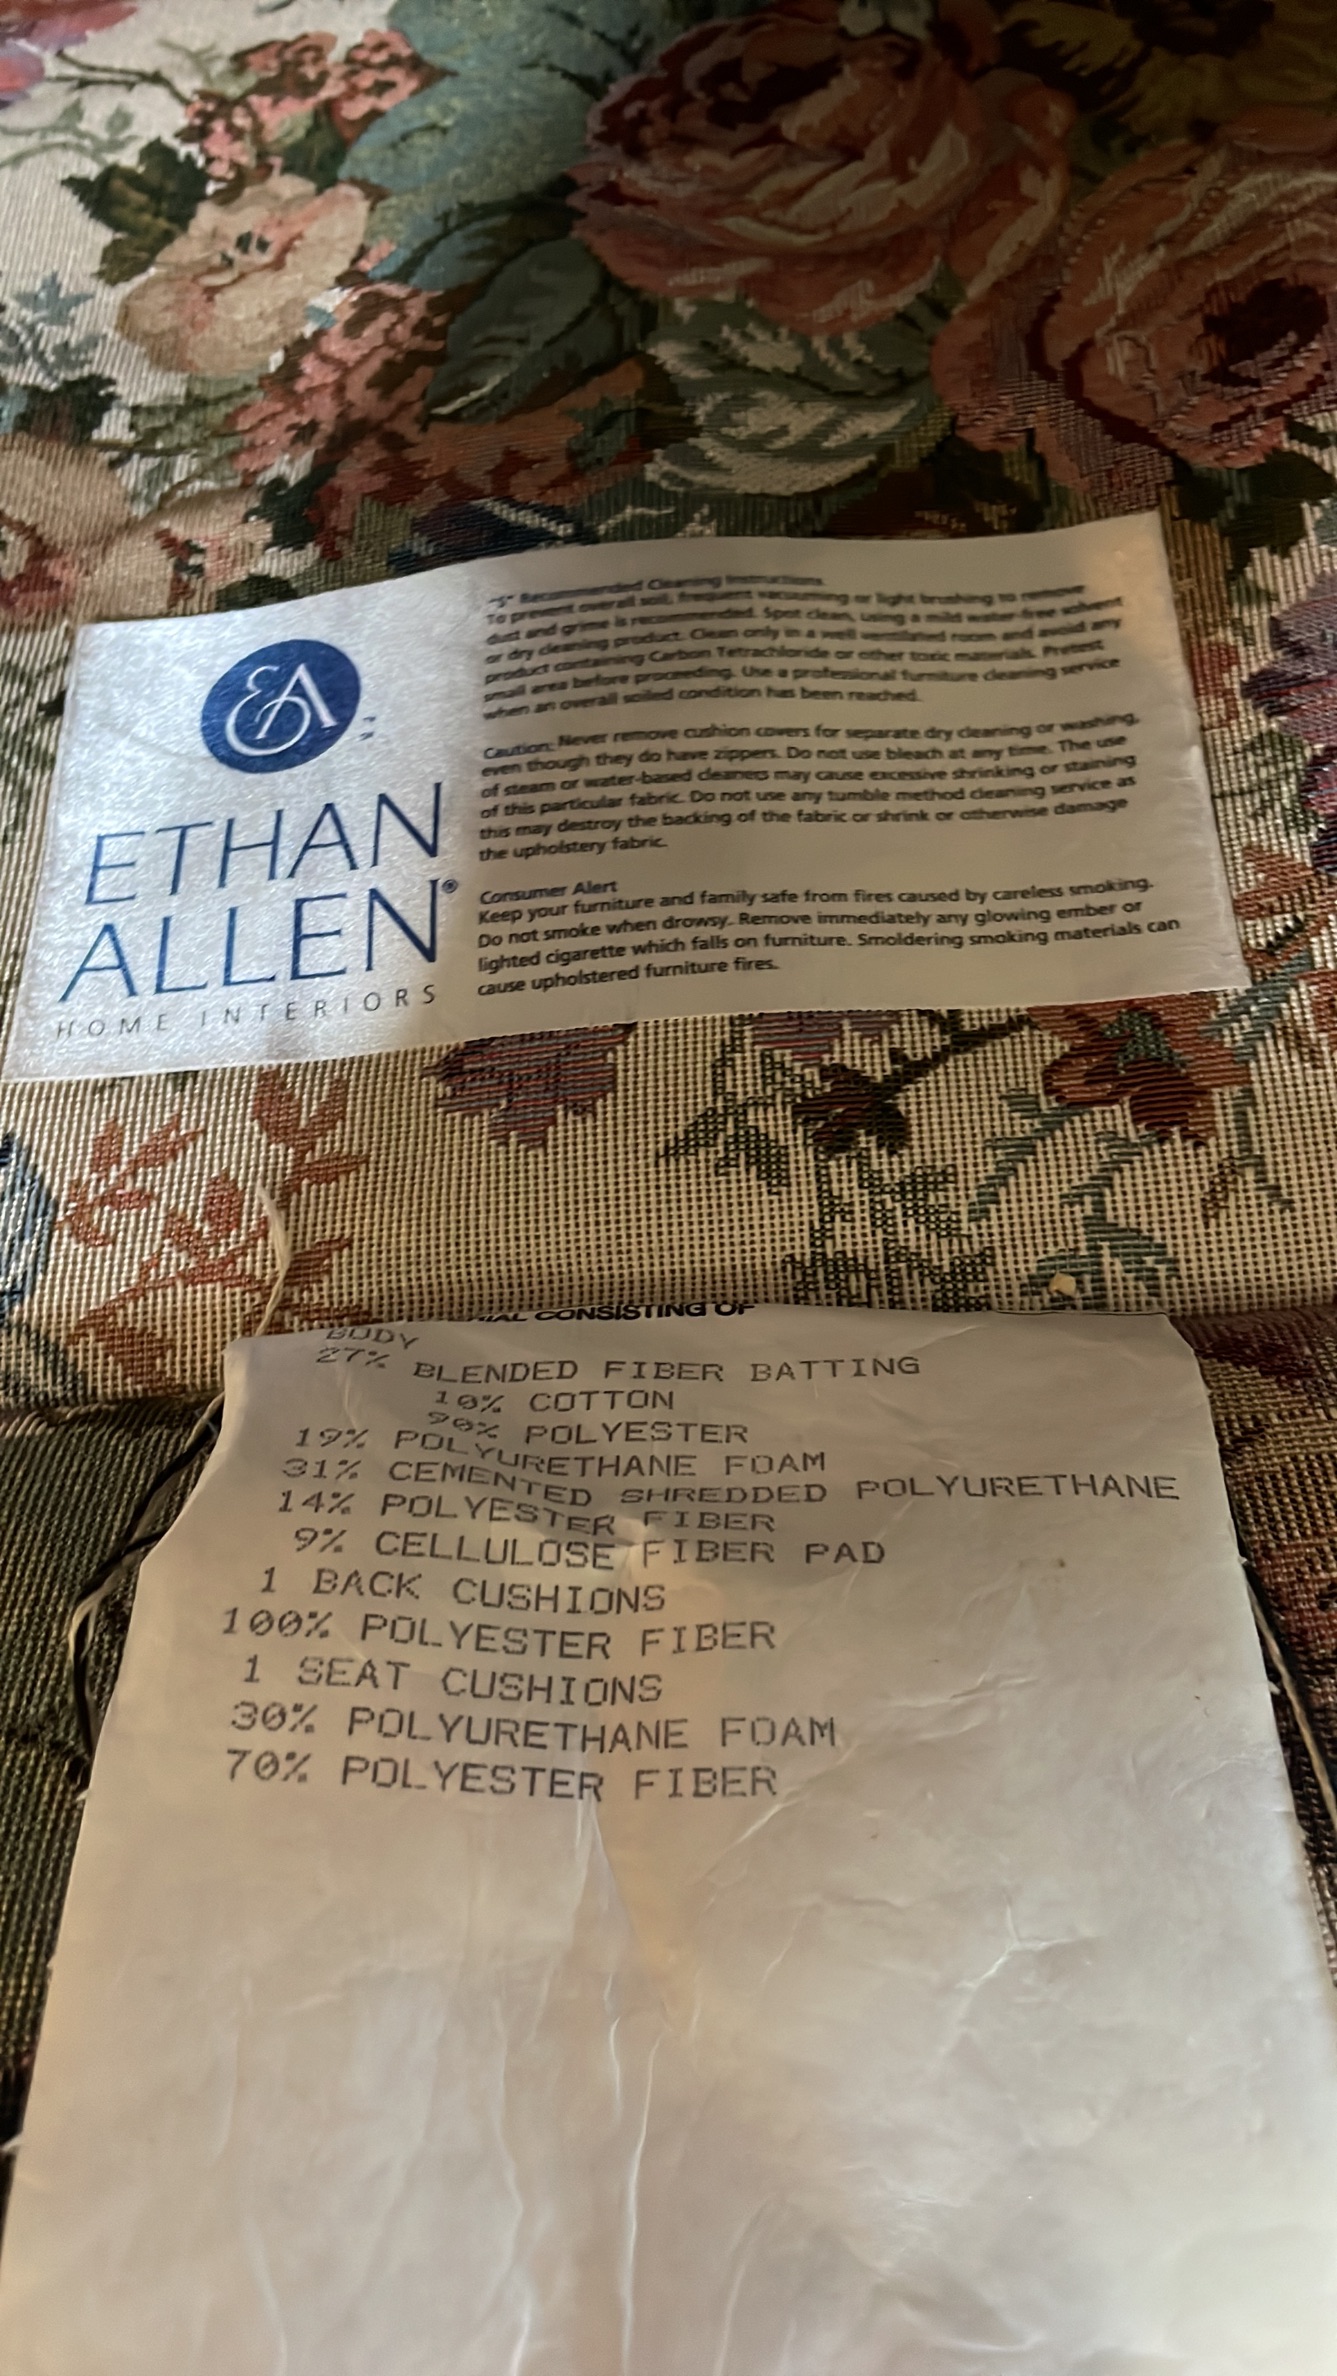 EA
TM
ETHAN
ALLEN®
HOME INTERIORS
"S" Recommended Cleaning Instructions
To prevent overall soil, frequent vacuuming or light brushing to remove
dust and grime is recommended. Spot clean, using a mild water-free solvent
or dry cleaning product. Clean only in a well ventilated room and avoid any
product containing Carbon Tetrachloride or other toxic materials. Pretest
small area before proceeding. Use a professional furniture cleaning service
when an overall soiled condition has been reached.
Caution: Never remove cushion covers for separate dry cleaning or washing,
even though they do have zippers. Do not use bleach at any time. The use
of steam or water-based cleaners may cause excessive shrinking or staining
of this particular fabric. Do not use any tumble method cleaning service as
this may destroy the backing of the fabric or shrink or otherwise damage
the upholstery fabric.
Consumer Alert
Keep your furniture and family safe from fires caused by careless smoking.
Do not smoke when drowsy. Remove immediately any glowing ember or
lighted cigarette which falls on furniture. Smoldering smoking materials can
cause upholstered furniture fires.
CONSISTING OF
BODY
27% BLENDED FIBER BATTING
10% COTTON
90% POLYESTER
19% POLYURETHANE FOAM
31% CEMENTED SHREDDED POLYURETHANE
14% POLYESTER FIBER
9% CELLULOSE FIBER PAD
1 BACK CUSHIONS
100% POLYESTER FIBER
1 SEAT CUSHIONS
30% POLYURETHANE FOAM
70% POLYESTER FIBER